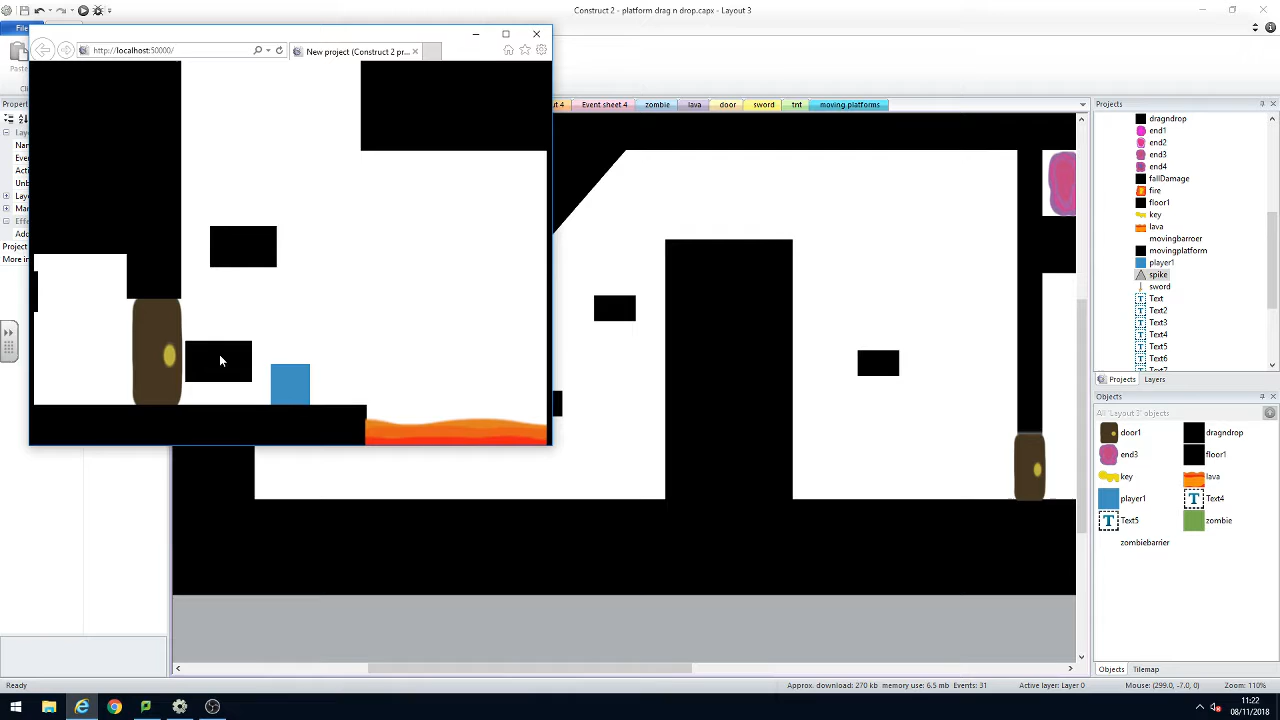 Construct 2 - platform drag n drop.capx - Layout 3
File
Paste
http://localhost:50000/
New project (Construct 2 pr...
ut 4
Event sheet 4
zombie
lava
door
sword
tnt
moving platforms
Projects
dragndrop
end1
end2
end3
end4
fallDamage
fire
floor1
key
lava
movingbarroer
movingplatform
player1
spike
sword
Text
Text2
Text3
Text4
Text5
Text6
Projects
Layers
Objects
All 'Layout 3' objects
door1
dragndrop
end3
floor1
key
lava
player1
Text4
Text5
zombie
zombiebarrier
Objects
Tilemap
Ready
Approx. download: 270 kb
memory use: 6.5 mb
Events: 31
Active layer: Layer 0
Mouse: (299.0, -7.0, 0)
Zoom: 110%
11:22
08/11/2018